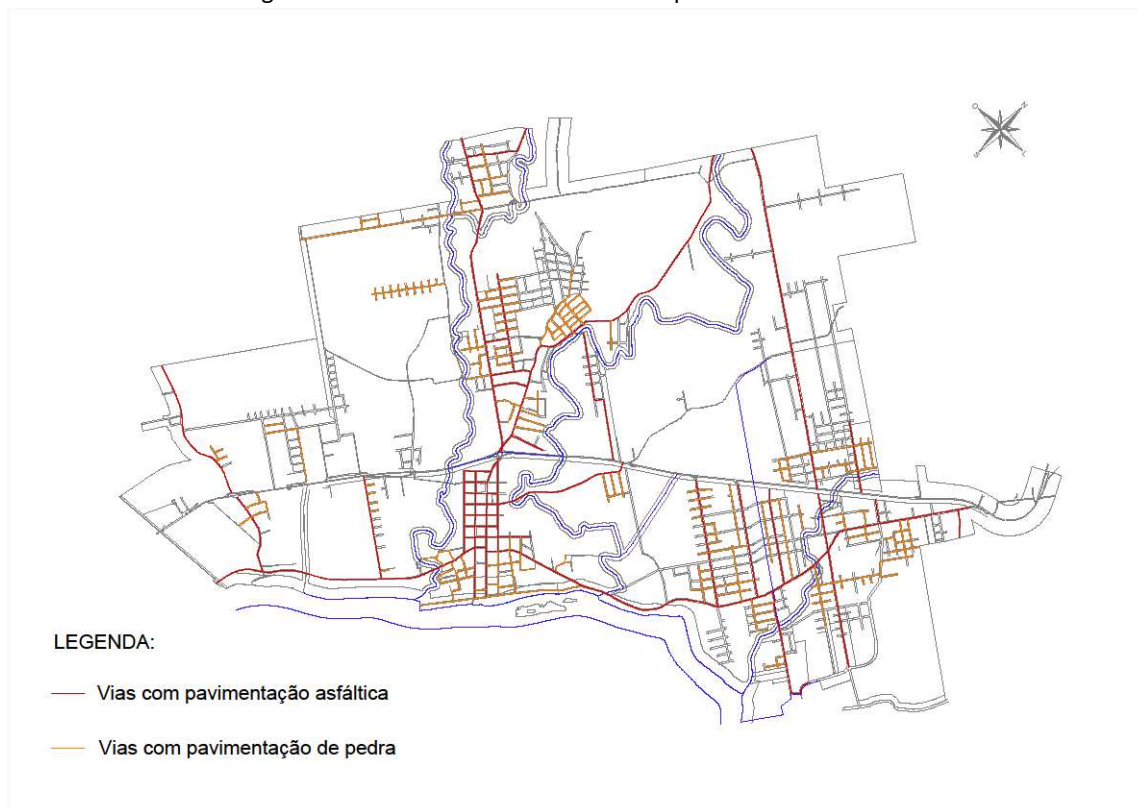 O
N
S
L
LEGENDA:
Vias com pavimentação asfáltica
Vias com pavimentação de pedra